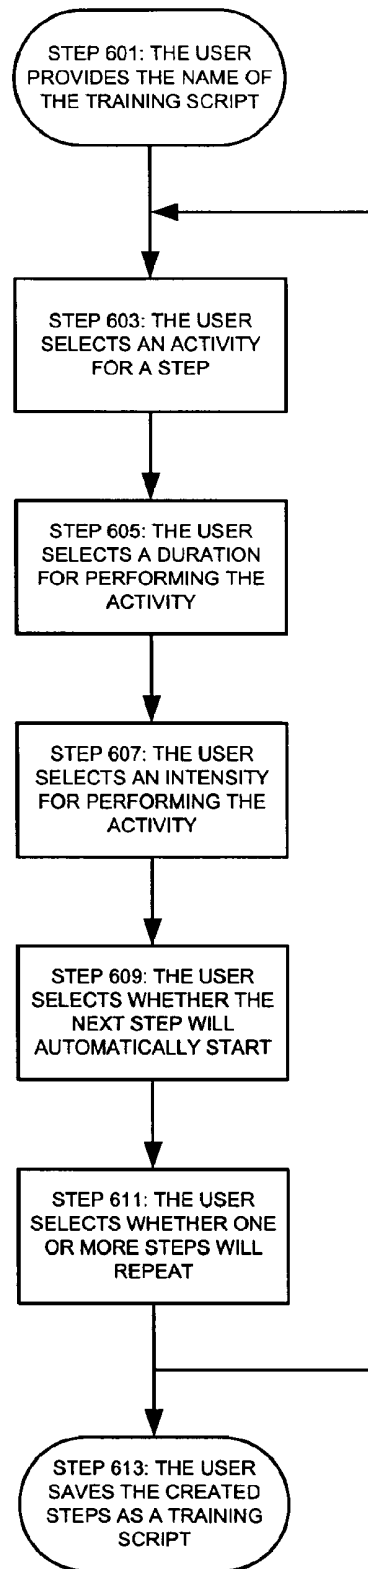 STEP 601: THE USER
PROVIDES THE NAME OF
THE TRAINING SCRIPT
STEP 603: THE USER
SELECTS AN ACTIVITY
FOR A STEP
STEP 605: THE USER
SELECTS A DURATION
FOR PERFORMING THE
ACTIVITY
STEP 607: THE USER
SELECTS AN INTENSITY
FOR PERFORMING THE
ACTIVITY
STEP 609: THE USER
SELECTS WHETHER THE
NEXT STEP WILL
AUTOMATICALLY START
STEP 611: THE USER
SELECTS WHETHER ONE
OR MORE STEPS WILL
REPEAT
STEP 613: THE USER
SAVES THE CREATED
STEPS AS A TRAINING
SCRIPT